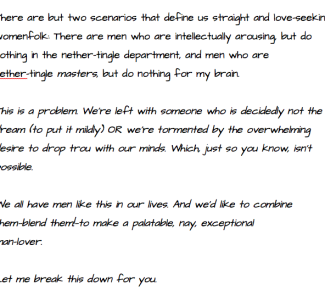 here are but two scenarios that define us straight and love-seekin
womenfolk: There are men who are intellectually arousing, but do
othing in the nether-tingle department, and men who are
ether-tingle masters, but do nothing for my brain.
This is a problem. We're left with someone who is decidedly not the
ream (to put it mildly) OR we're tormented by the overwhelming
desire to drop trou with our minds. Which, just so you know, isn't
possible.
We all have men like this in our lives. And we'd like to combine
hem-blend them!-to make a palatable, nay, exceptional
man-lover.
Let me break this down for you.